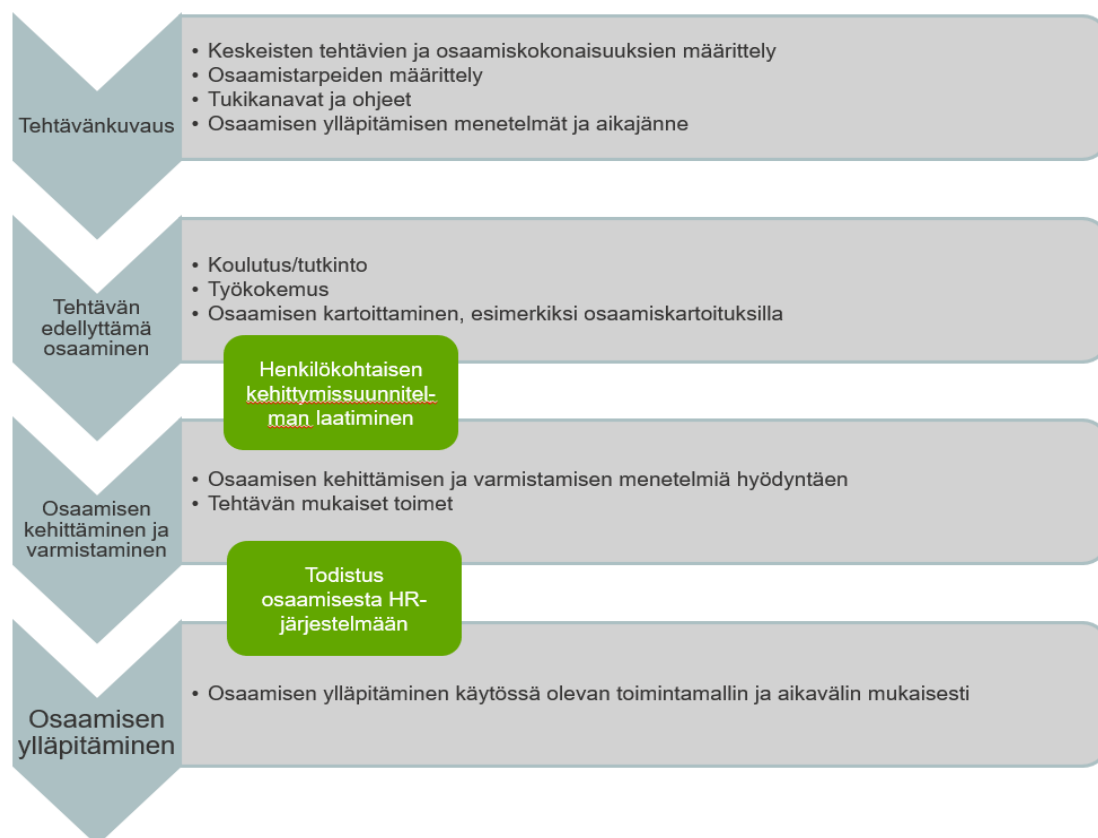 Tehtävänkuvaus
• Keskeisten tehtävien ja osaamiskokonaisuuksien määrittely
• Osaamistarpeiden määrittely
• Tukikanavat ja ohjeet
• Osaamisen ylläpitämisen menetelmät ja aikajänne
Tehtävän
edellyttämä
osaaminen
• Koulutus/tutkinto
• Työkokemus
• Osaamisen kartoittaminen, esimerkiksi osaamiskartoituksilla
Henkilökohtaisen
kehittymissuunnitel-
man laatiminen
Osaamisen
kehittäminen ja
varmistaminen
• Osaamisen kehittämisen ja varmistamisen menetelmiä hyödyntäen
• Tehtävän mukaiset toimet
Todistus
osaamisesta HR-
järjestelmään
Osaamisen
ylläpitäminen
• Osaamisen ylläpitäminen käytössä olevan toimintamallin ja aikavälin mukaisesti